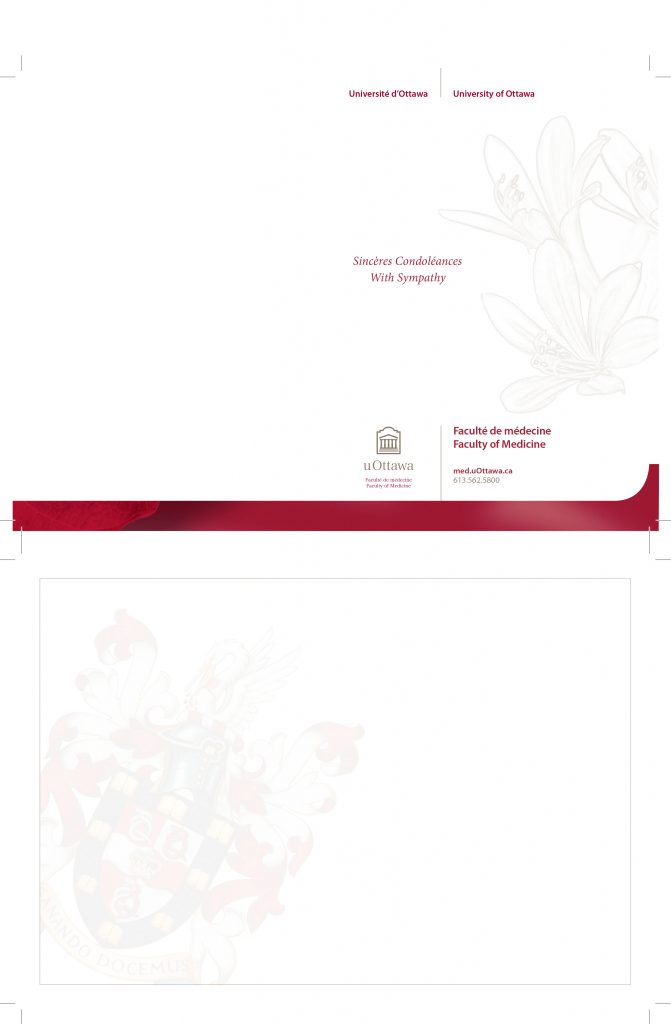 Université d'Ottawa
University of Ottawa
Sincères Condoléances
With Sympathy
uOttawa
Faculté de médecine
Faculty of Medicine
Faculté de médecine
Faculty of Medicine
med.uOttawa.ca
613.562.5800
ANANDO DOCEMUS